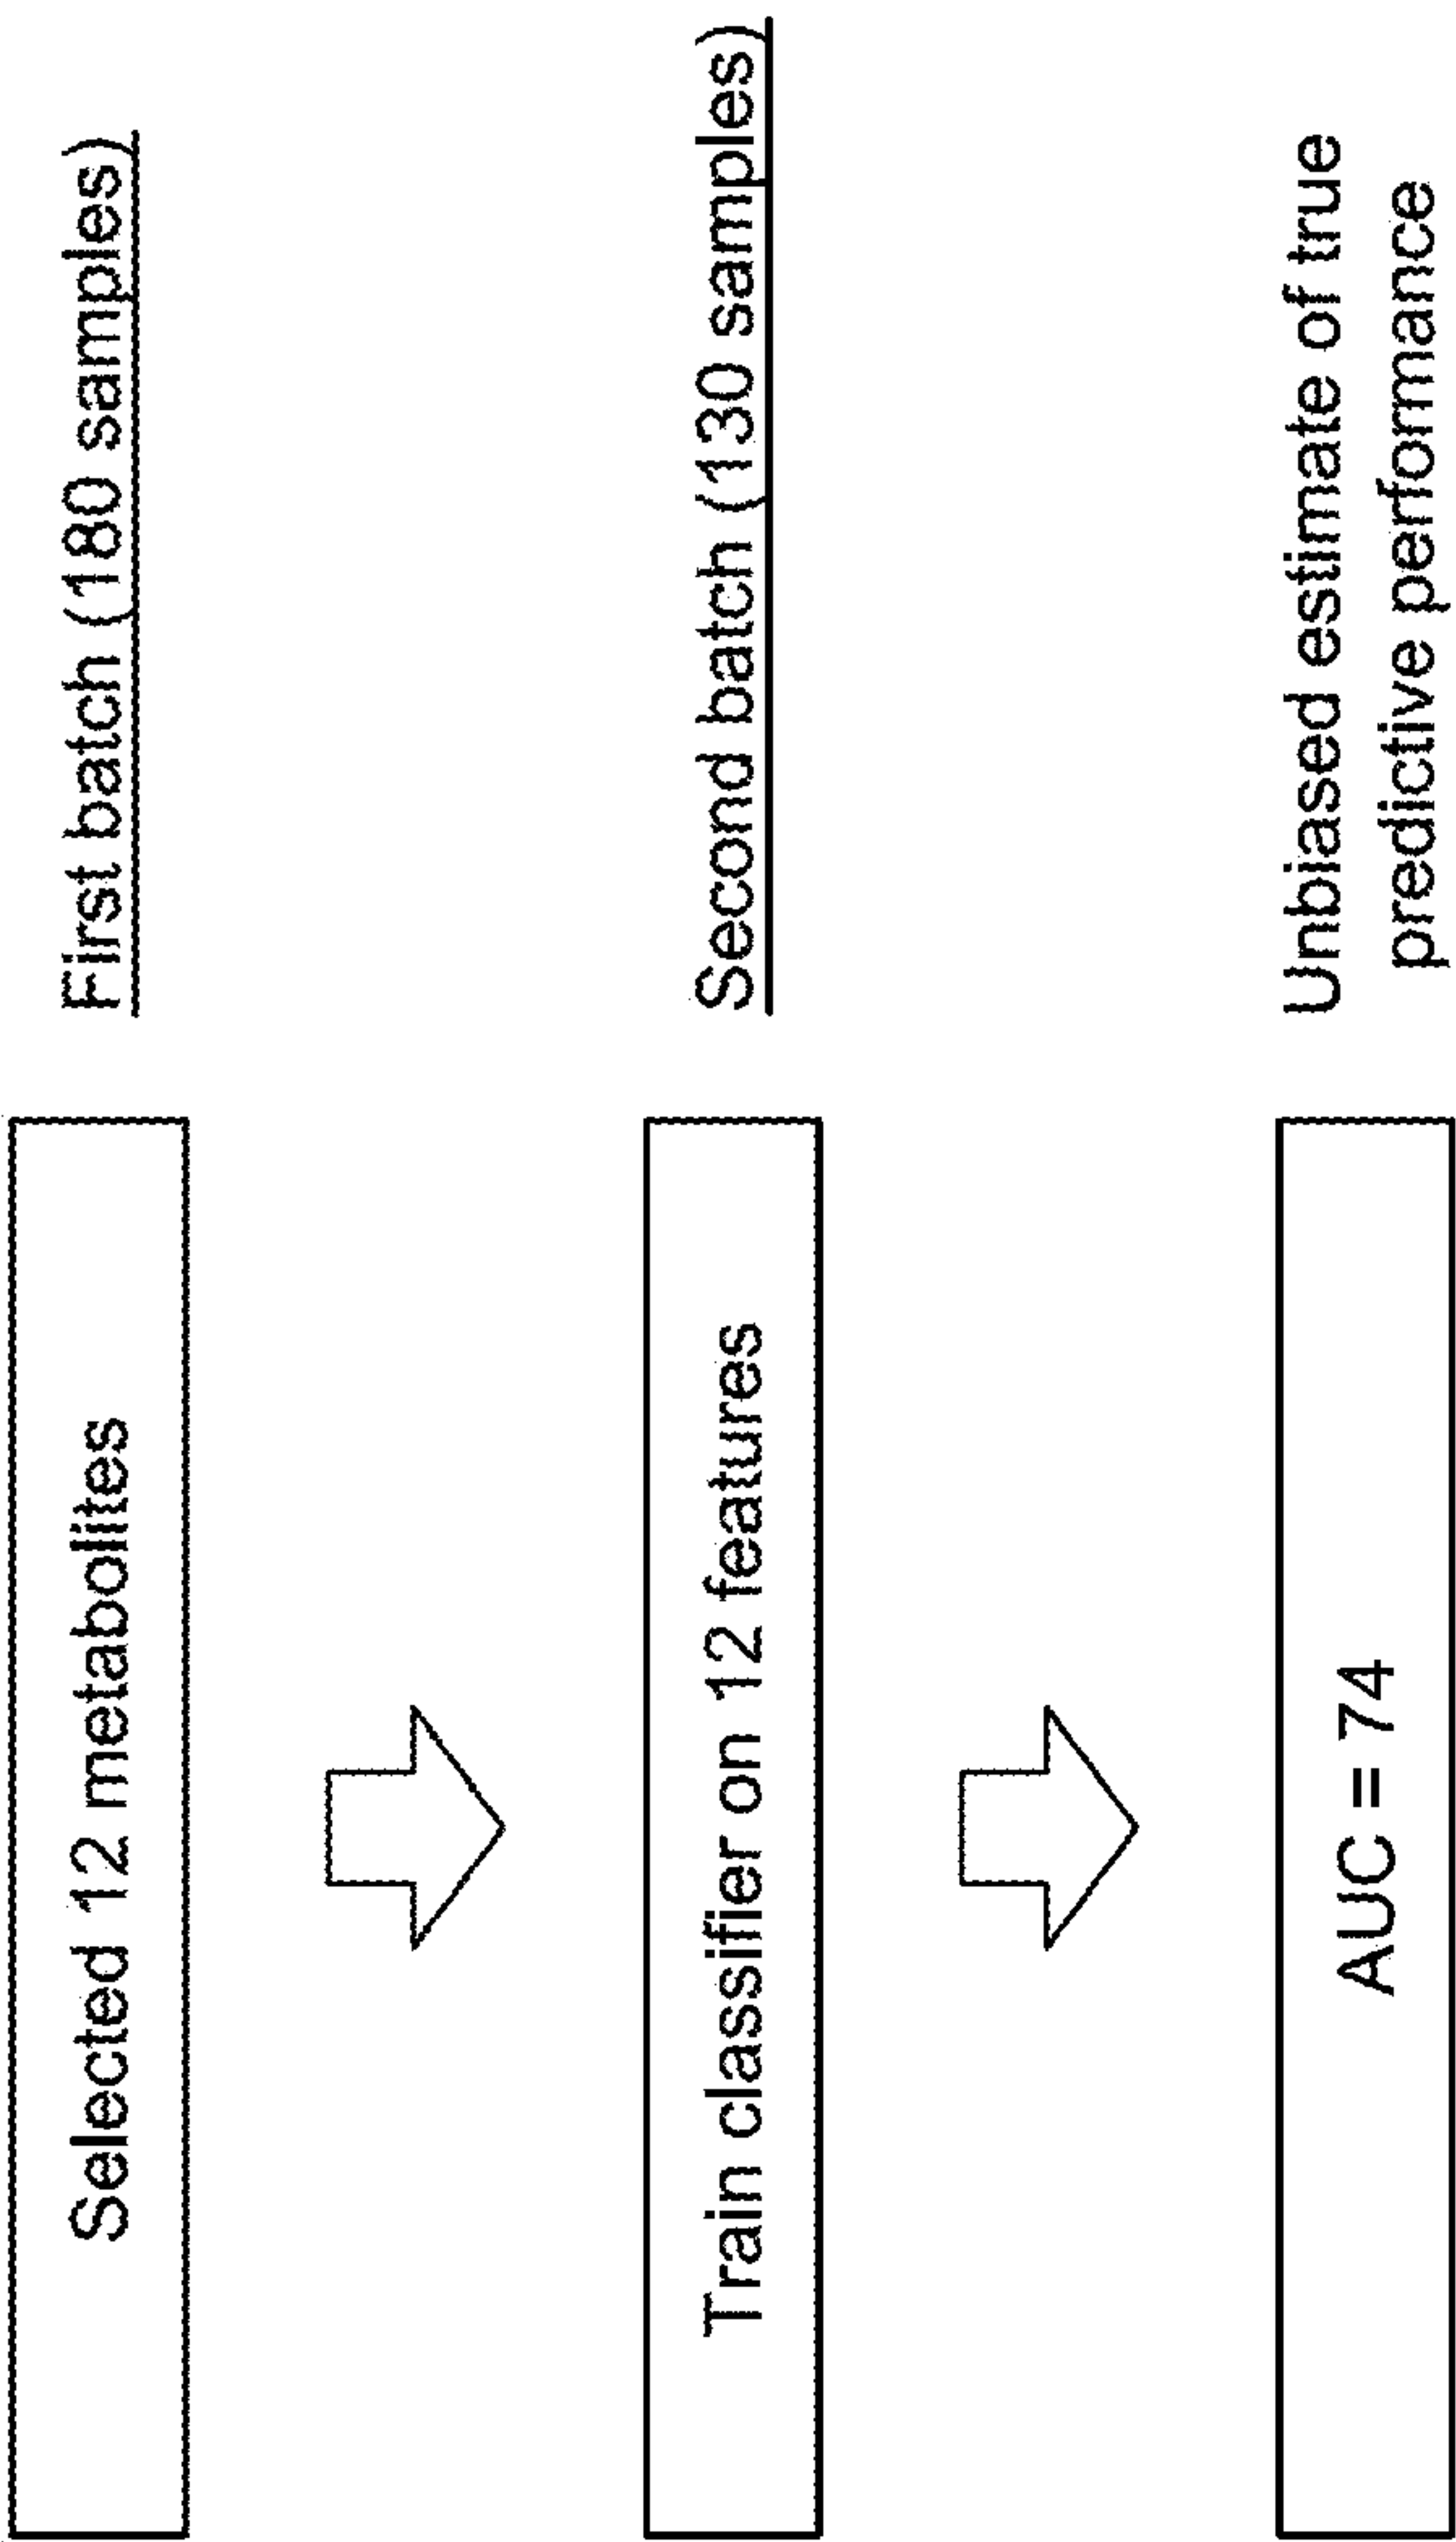 Selected 12 metabolites
First batch (180 samples)
Train classifier on 12 features
Second batch (130 samples)
AUC = 74
Unbiased estimate of true
predictive performance